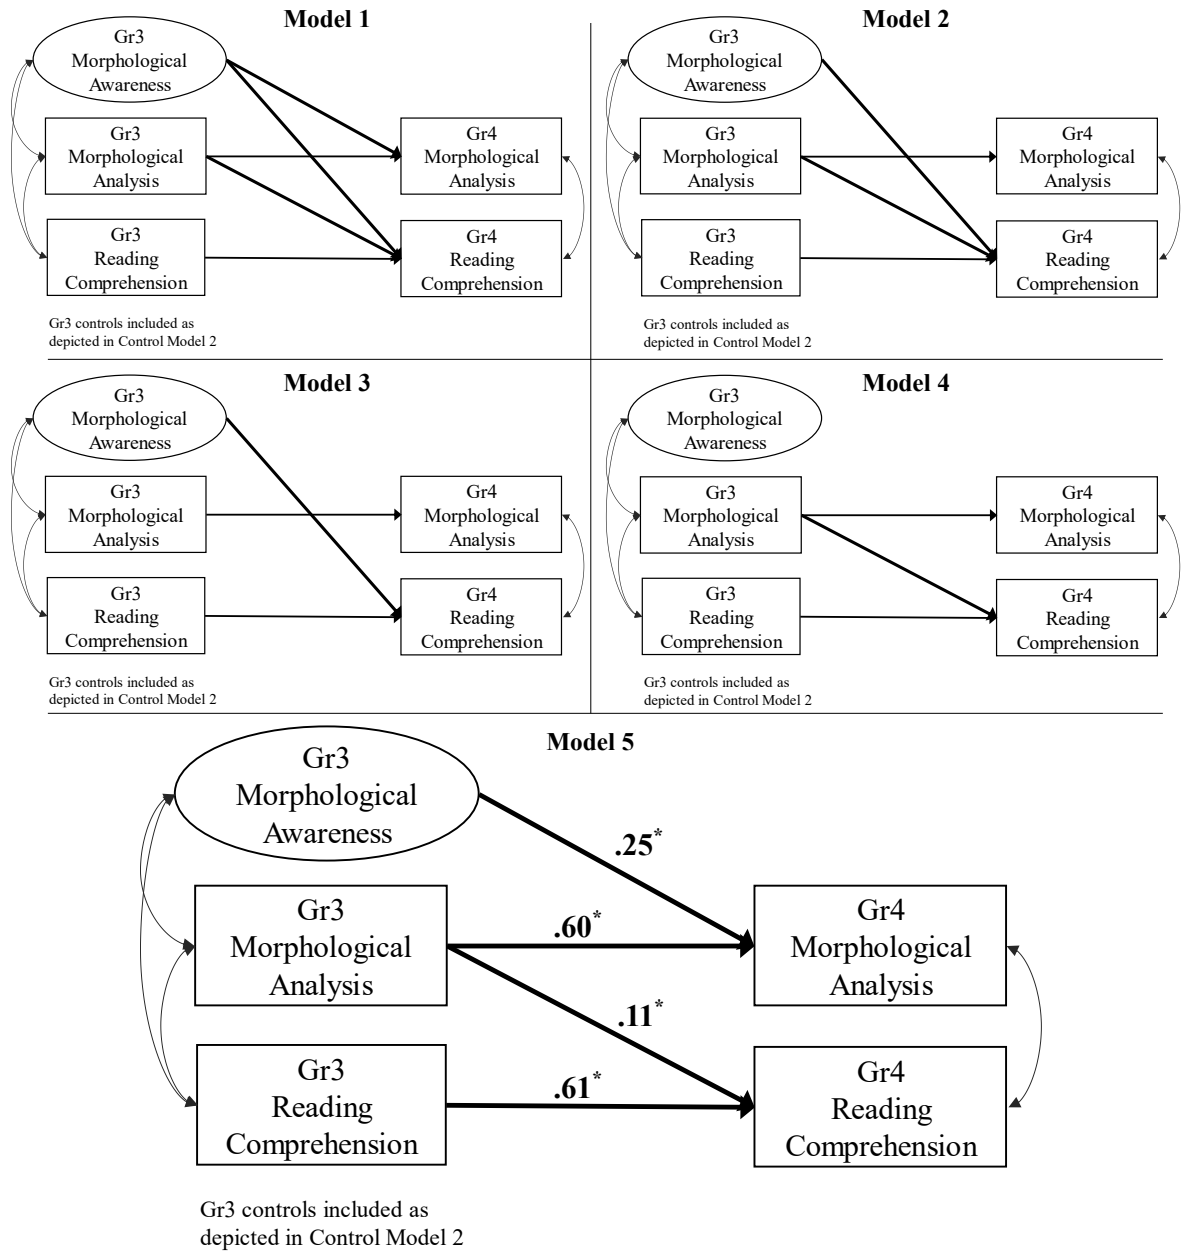 Model 1
Gr3
Morphological
Awareness
Gr3
Morphological
Analysis
Gr3
Reading
Comprehension
Gr4
Morphological
Analysis
Gr4
Reading
Comprehension
Gr3 controls included as
depicted in Control Model 2
Model 2
Gr3
Morphological
Awareness
Gr3
Morphological
Analysis
Gr3
Reading
Comprehension
Gr4
Morphological
Analysis
Gr4
Reading
Comprehension
Gr3 controls included as
depicted in Control Model 2
Model 3
Gr3
Morphological
Awareness
Gr3
Morphological
Analysis
Gr3
Reading
Comprehension
Gr4
Morphological
Analysis
Gr4
Reading
Comprehension
Gr3 controls included as
depicted in Control Model 2
Model 4
Gr3
Morphological
Awareness
Gr3
Morphological
Analysis
Gr3
Reading
Comprehension
Gr4
Morphological
Analysis
Gr4
Reading
Comprehension
Gr3 controls included as
depicted in Control Model 2
Model 5
Gr3
Morphological
Awareness
Gr3
Morphological
Analysis
Gr3
Reading
Comprehension
.25*
.60*
.11*
.61*
Gr4
Morphological
Analysis
Gr4
Reading
Comprehension
Gr3 controls included as
depicted in Control Model 2